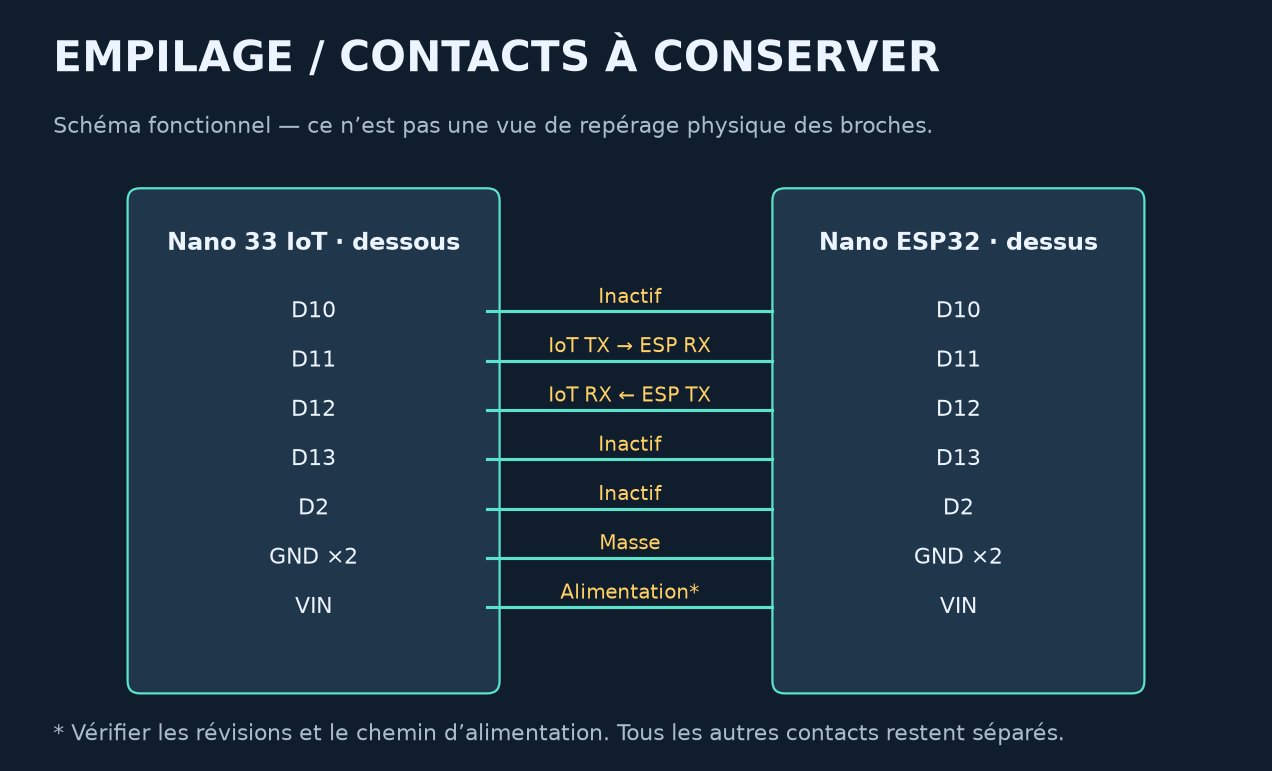 EMPILAGE / CONTACTS À CONSERVER
Schéma fonctionnel — ce n’est pas une vue de repérage physique des broches.
Nano 33 IoT · dessous
Nano ESP32 · dessus
D10
Inactif
D10
D11
IoT TX → ESP RX
D11
D12
IoT RX ← ESP TX
D12
D13
Inactif
D13
D2
Inactif
D2
GND ×2
Masse
GND ×2
VIN
Alimentation*
VIN
* Vérifier les révisions et le chemin d’alimentation. Tous les autres contacts restent séparés.